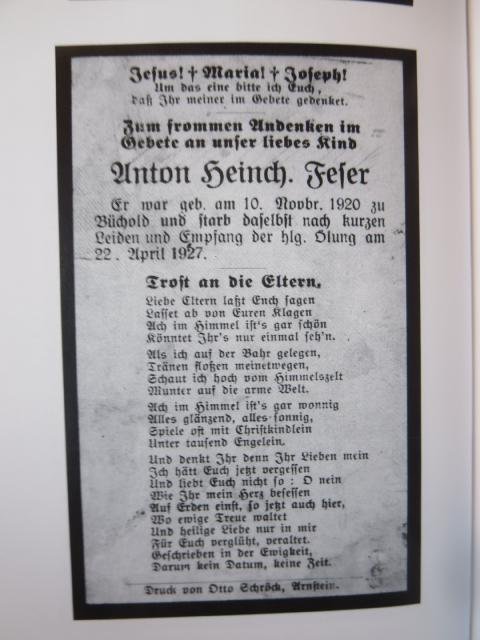 Jesus! † Maria! † Joseph!
Um das eine bitte ich Euch,
daß Ihr meiner im Gebete gedenket.
Zum frommen Andenken im
Gebete an unser liebes Kind
Anton Heinch. Feser
Er war geb. am 10. Novbr. 1920 zu
Büchold und starb daselbst nach kurzen
Leiden und Empfang der hlg. Ölung am
22. April 1927.
Trost an die Eltern.
Liebe Eltern laßt Euch sagen
Lasset ab von Euren Klagen
Ach im Himmel ist's gar schön
Könntet Ihr's nur einmal seh'n.
Als ich auf der Bahr gelegen,
Tränen floßen meinetwegen,
Schaut ich hoch vom Himmelszelt
Munter auf die arme Welt.
Ach im Himmel ist's gar wonnig
Alles glänzend, alles sonnig,
Spiele oft mit Christkindlein
Unter tausend Engelein.
Und denkt Ihr denn Ihr Lieben mein
Ich hätt Euch jetzt vergessen
Und liebt Euch nicht so: O nein
Wie Ihr mein Herz besessen
Auf Erden einst, so jetzt auch hier,
Wo ewige Treue waltet
Und heilige Liebe nur in mir
Für Euch verglüht, veraltet.
Geschrieben in der Ewigkeit,
Darum kein Datum, keine Zeit.
Druck von Otto Schröck, Arnstein.